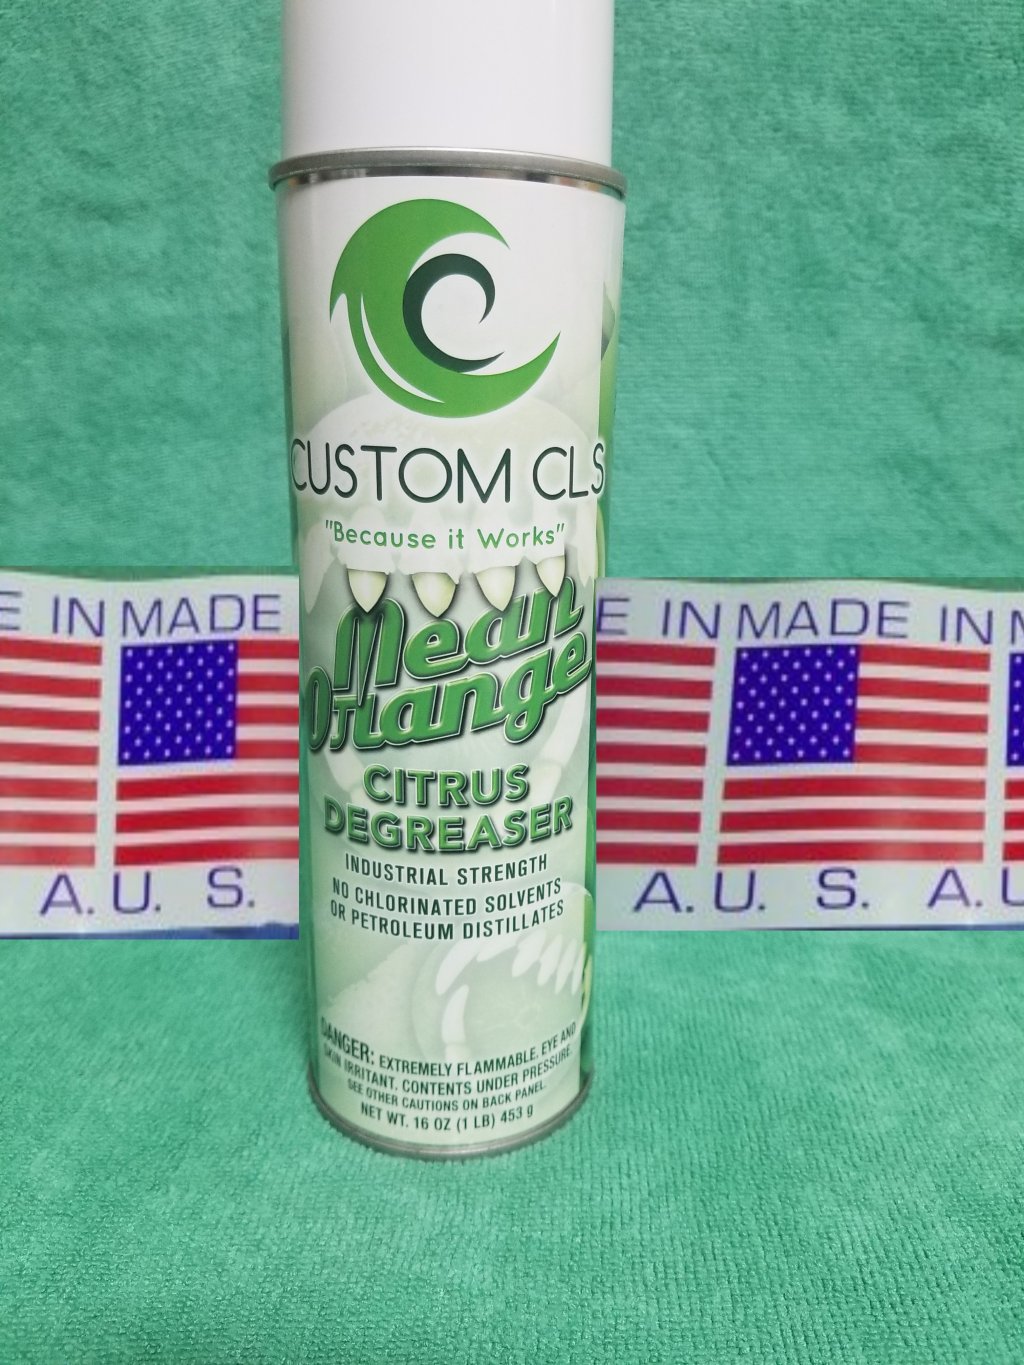 CUSTOM CLS
"Because it Works"
Mean
Orange
CITRUS
DEGREASER
INDUSTRIAL STRENGTH
NO CHLORINATED SOLVENTS
OR PETROLEUM DISTILLATES
DANGER: EXTREMELY FLAMMABLE, EYE AND
SKIN IRRITANT. CONTENTS UNDER PRESSURE.
SEE OTHER CAUTIONS ON BACK PANEL.
NET WT. 16 OZ (1 LB) 453 g
E IN MADE
A. U. S.
E IN MADE IN M
A. U. S. A. U